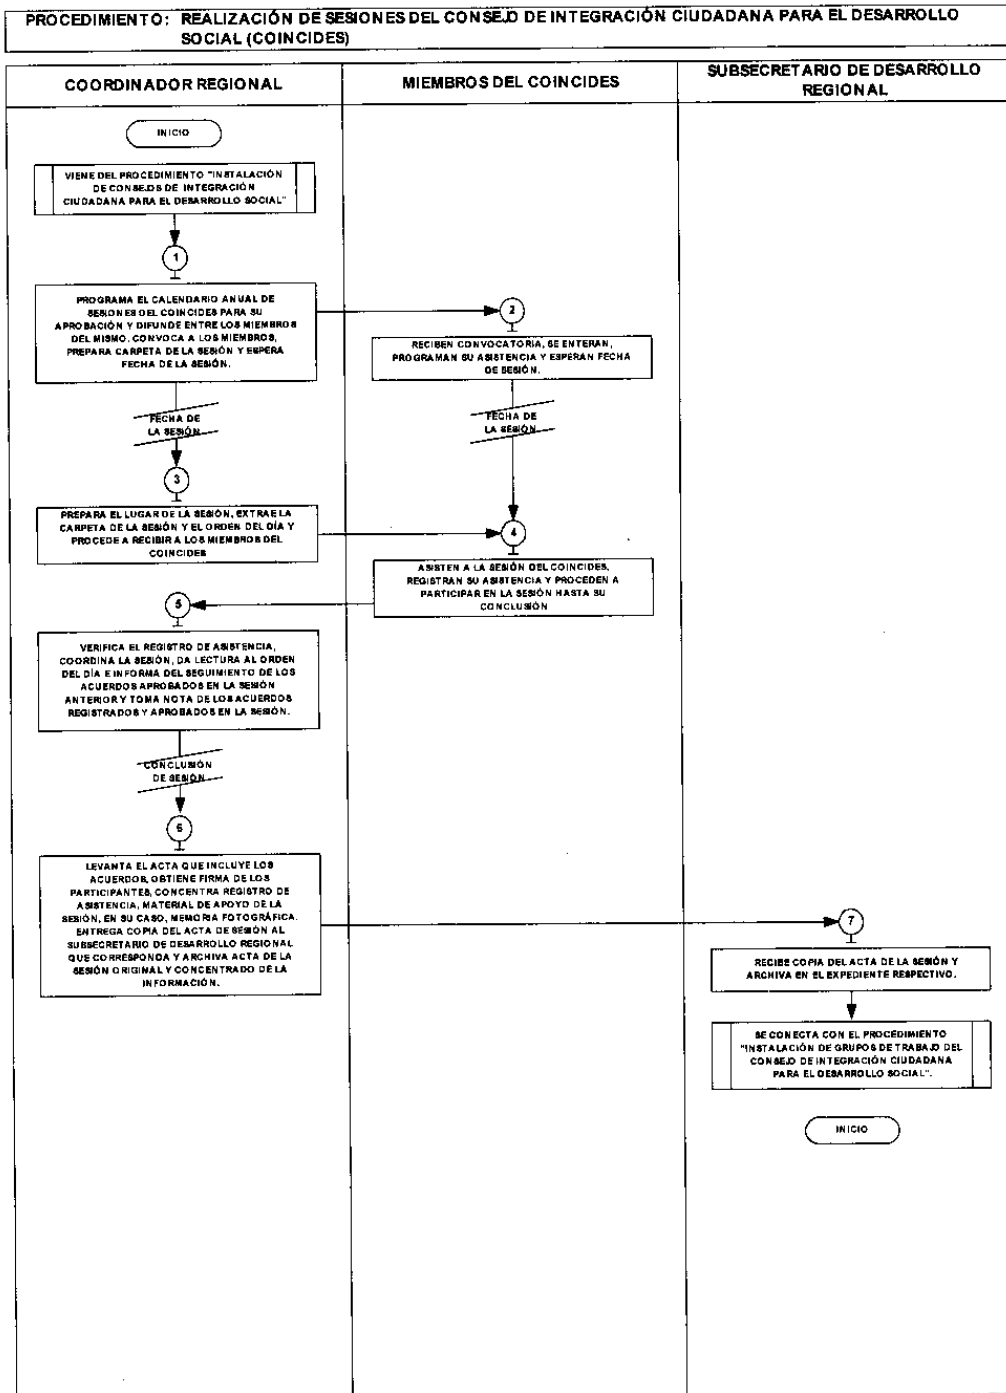 PROCEDIMIENTO: REALIZACIÓN DE SESIONES DEL CONSEJO DE INTEGRACIÓN CIUDADANA PARA EL DESARROLLO
SOCIAL (COINCIDES)
COORDINADOR REGIONAL
MIEMBROS DEL COINCIDES
SUBSECRETARIO DE DESARROLLO
REGIONAL
INICIO
VIENE DEL PROCEDIMIENTO "INSTALACIÓN
DE CONSEJOS DE INTEGRACIÓN
CIUDADANA PARA EL DESARROLLO SOCIAL"
1
PROGRAMA EL CALENDARIO ANUAL DE
SESIONES DEL COINCIDES PARA SU
APROBACIÓN Y DIFUNDE ENTRE LOS MIEMBROS
DEL MISMO. CONVOCA A LOS MIEMBROS,
PREPARA CARPETA DE LA SESIÓN Y ESPERA
FECHA DE LA SESIÓN.
2
RECIBEN CONVOCATORIA, SE ENTERAN,
PROGRAMAN SU ASISTENCIA Y ESPERAN FECHA
DE SESIÓN.
FECHA DE
LA SESIÓN
FECHA DE
LA SESIÓN
3
PREPARA EL LUGAR DE LA SESIÓN, EXTRAE LA
CARPETA DE LA SESIÓN Y EL ORDEN DEL DÍA Y
PROCEDE A RECIBIR A LOS MIEMBROS DEL
COINCIDES
4
ASISTEN A LA SESIÓN DEL COINCIDES,
REGISTRAN SU ASISTENCIA Y PROCEDEN A
PARTICIPAR EN LA SESIÓN HASTA SU
CONCLUSIÓN
5
VERIFICA EL REGISTRO DE ASISTENCIA,
COORDINA LA SESIÓN, DA LECTURA AL ORDEN
DEL DÍA E INFORMA DEL SEGUIMIENTO DE LOS
ACUERDOS APROBADOS EN LA SESIÓN
ANTERIOR Y TOMA NOTA DE LOS ACUERDOS
REGISTRADOS Y APROBADOS EN LA SESIÓN.
CONCLUSIÓN
DE SESIÓN
6
LEVANTA EL ACTA QUE INCLUYE LOS
ACUERDOS, OBTIENE FIRMA DE LOS
PARTICIPANTES, CONCENTRA REGISTRO DE
ASISTENCIA, MATERIAL DE APOYO DE LA
SESIÓN, EN SU CASO, MEMORIA FOTOGRÁFICA.
ENTREGA COPIA DEL ACTA DE SESIÓN AL
SUBSECRETARIO DE DESARROLLO REGIONAL
QUE CORRESPONDA Y ARCHIVA ACTA DE LA
SESIÓN ORIGINAL Y CONCENTRADO DE LA
INFORMACIÓN.
7
RECIBE COPIA DEL ACTA DE LA SESIÓN Y
ARCHIVA EN EL EXPEDIENTE RESPECTIVO.
SE CONECTA CON EL PROCEDIMIENTO
"INSTALACIÓN DE GRUPOS DE TRABAJO DEL
CONSEJO DE INTEGRACIÓN CIUDADANA
PARA EL DESARROLLO SOCIAL".
INICIO